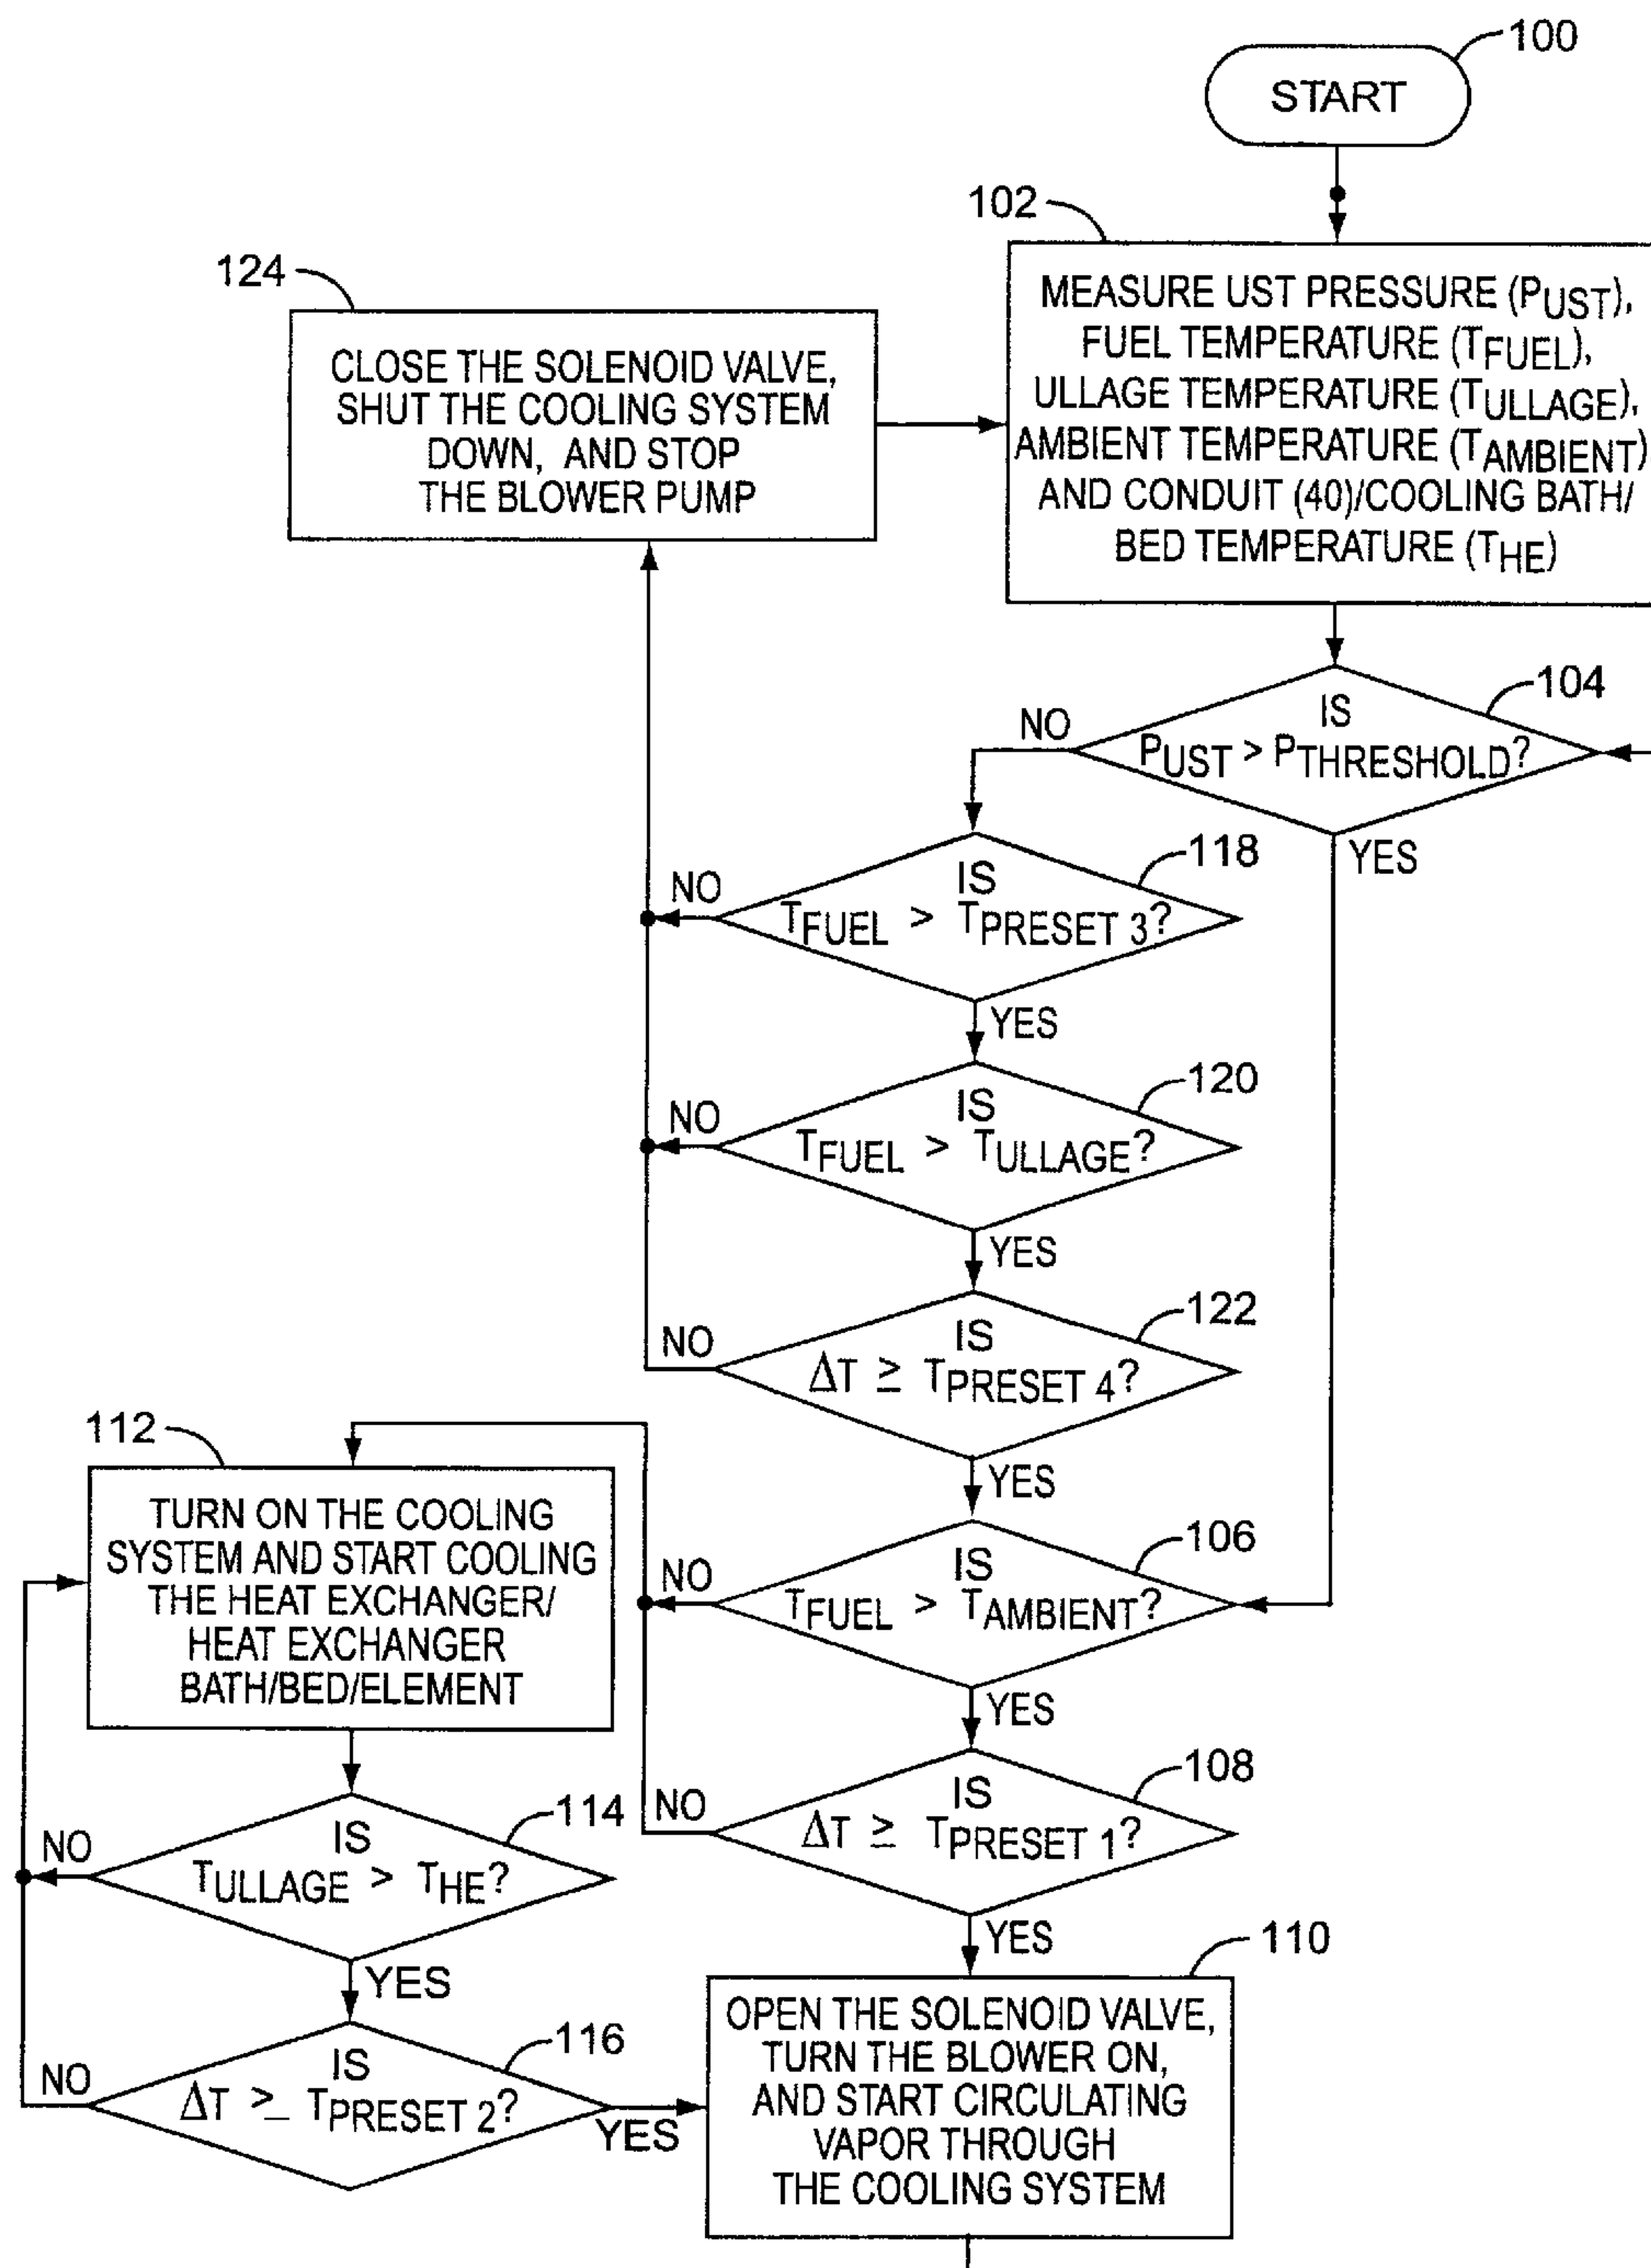 100
START
102
MEASURE UST PRESSURE (PUST),
FUEL TEMPERATURE (TFUEL),
ULLAGE TEMPERATURE (TULLAGE),
AMBIENT TEMPERATURE (TAMBIENT)
AND CONDUIT (40)/COOLING BATH/
BED TEMPERATURE (THE)
124
CLOSE THE SOLENOID VALVE,
SHUT THE COOLING SYSTEM
DOWN, AND STOP
THE BLOWER PUMP
104
IS
PUST > PTHRESHOLD?
NO
YES
118
IS
TFUEL > TPRESET 3?
NO
YES
120
IS
TFUEL > TULLAGE?
NO
YES
122
IS
ΔT ≥ TPRESET 4?
NO
YES
106
IS
TFUEL > TAMBIENT?
NO
YES
108
IS
ΔT ≥ TPRESET 1?
NO
YES
112
TURN ON THE COOLING
SYSTEM AND START COOLING
THE HEAT EXCHANGER/
HEAT EXCHANGER
BATH/BED/ELEMENT
114
IS
TULLAGE > THE?
NO
YES
116
IS
ΔT >_ TPRESET 2?
NO
YES
110
OPEN THE SOLENOID VALVE,
TURN THE BLOWER ON,
AND START CIRCULATING
VAPOR THROUGH
THE COOLING SYSTEM